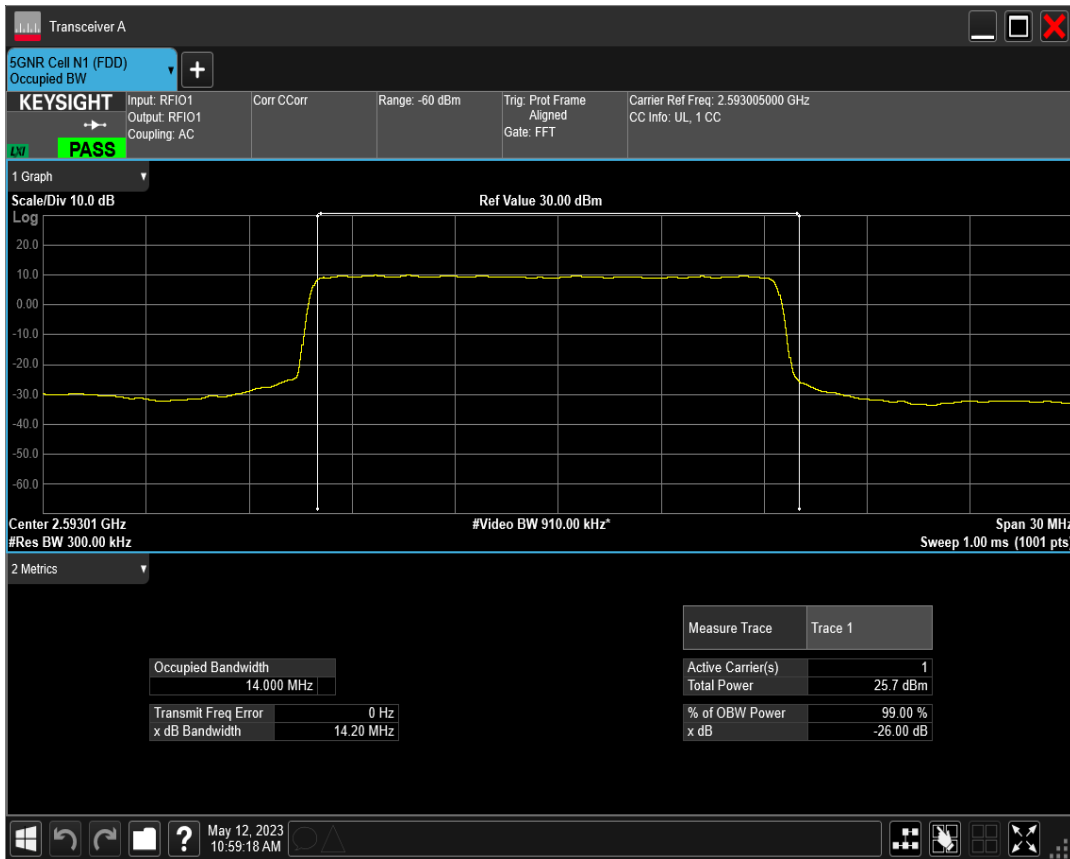 Transceiver A
5GNR Cell N1 (FDD)
Occupied BW
+
KEYSIGHT
LXI
PASS
Input: RFIO1
Output: RFIO1
Coupling: AC
Corr CCorr
Range: -60 dBm
Trig: Prot Frame
Aligned
Gate: FFT
Carrier Ref Freq: 2.593005000 GHz
CC Info: UL, 1 CC
1 Graph
Scale/Div 10.0 dB
Ref Value 30.00 dBm
Log
20.0
10.0
0.00
-10.0
-20.0
-30.0
-40.0
-50.0
-60.0
Center 2.59301 GHz
#Video BW 910.00 kHz*
Span 30 MHz
#Res BW 300.00 kHz
Sweep 1.00 ms (1001 pts)
2 Metrics
Measure Trace Trace 1
Occupied Bandwidth
14.000 MHz
Transmit Freq Error 0 Hz
x dB Bandwidth 14.20 MHz
Active Carrier(s) 1
Total Power 25.7 dBm
% of OBW Power 99.00 %
x dB -26.00 dB
?
May 12, 2023
10:59:18 AM